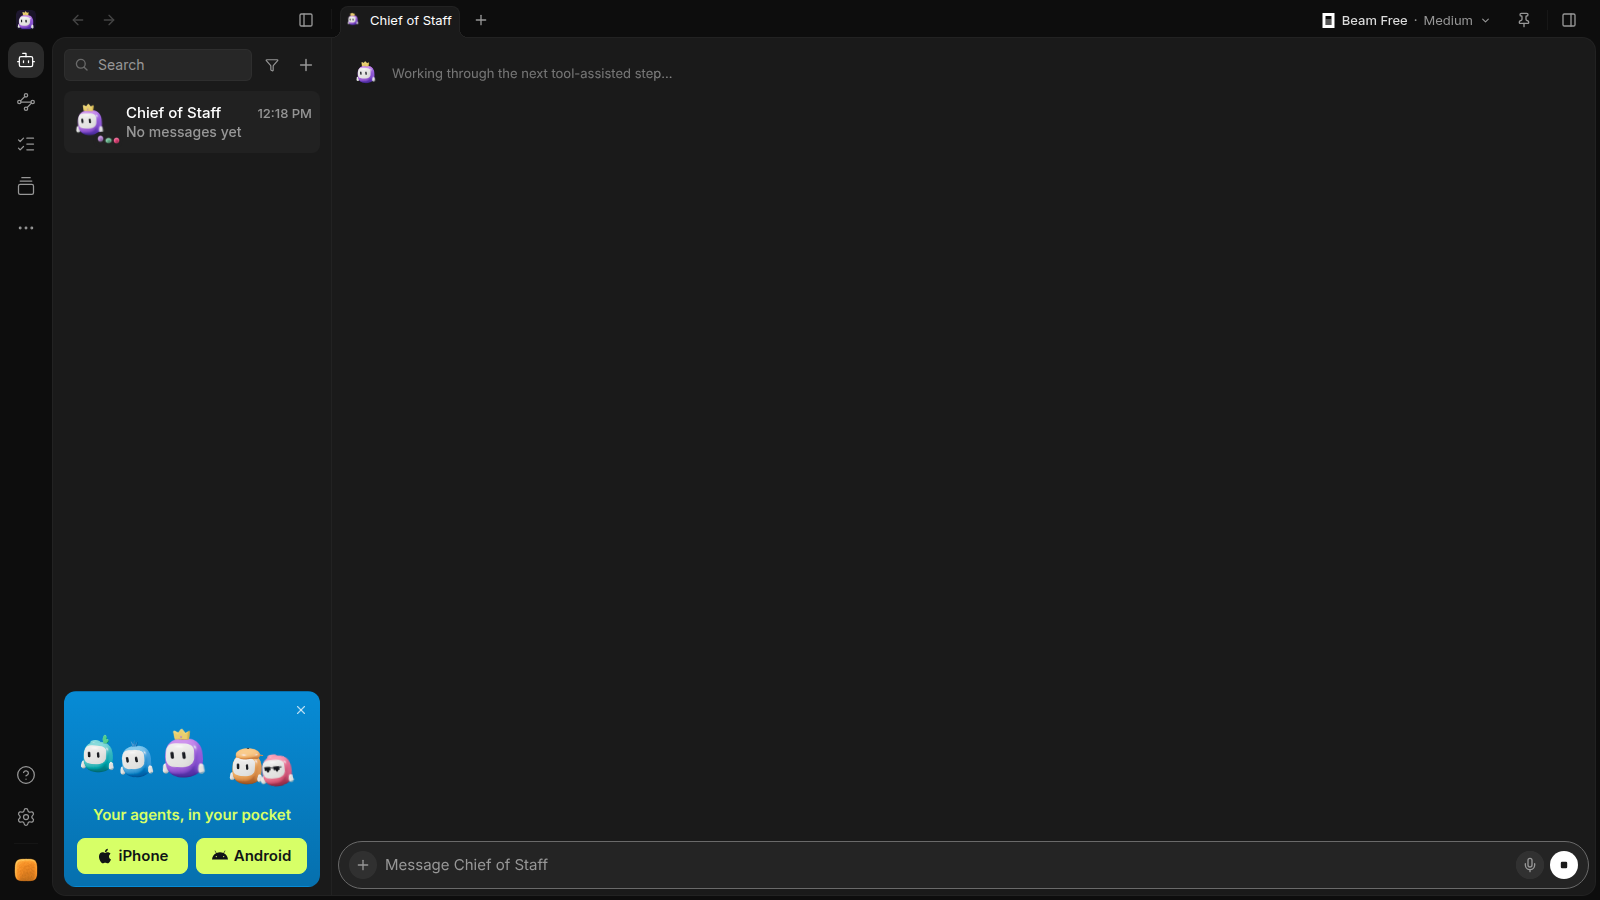 Chief of Staff
Beam Free · Medium
Search
Chief of Staff 12:18 PM
No messages yet
Working through the next tool-assisted step...
Your agents, in your pocket
iPhone
Android
Message Chief of Staff